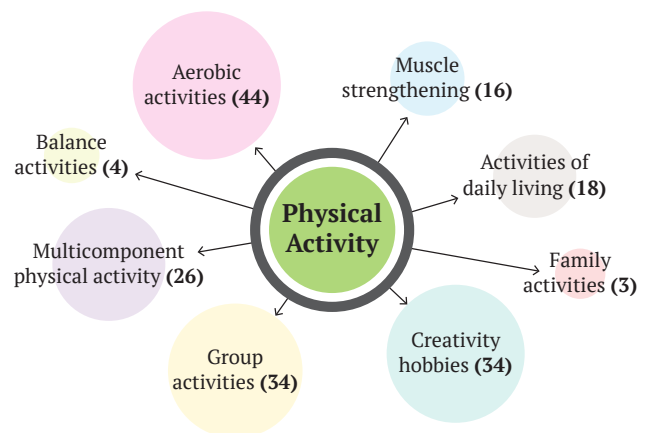 Aerobic
activities (44)
Muscle
strengthening (16)
Balance
activities (4)
Activities of
daily living (18)
Physical
Activity
Multicomponent
physical activity (26)
Family
activities (3)
Group
activities (34)
Creativity
hobbies (34)